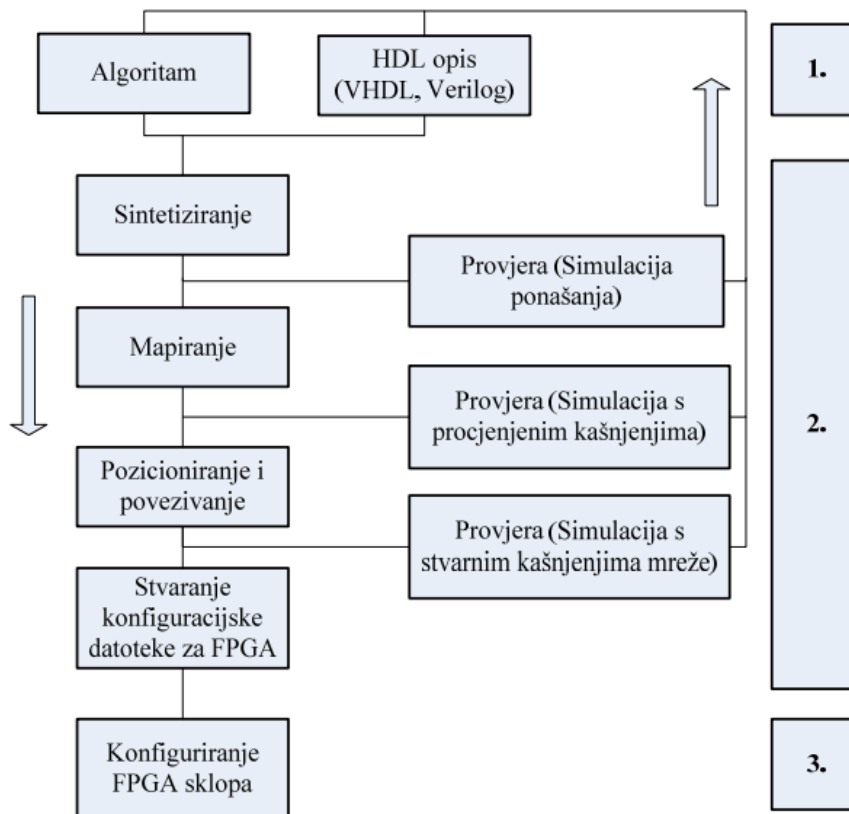 Algoritam
HDL opis
(VHDL, Verilog)
1.
Sintetiziranje
Provjera (Simulacija
ponašanja)
Mapiranje
Provjera (Simulacija s
procjenjenim kašnjenjima)
2.
Pozicioniranje i
povezivanje
Provjera (Simulacija s
stvarnim kašnjenjima mreže)
Stvaranje
konfiguracijske
datoteke za FPGA
Konfiguriranje
FPGA sklopa
3.